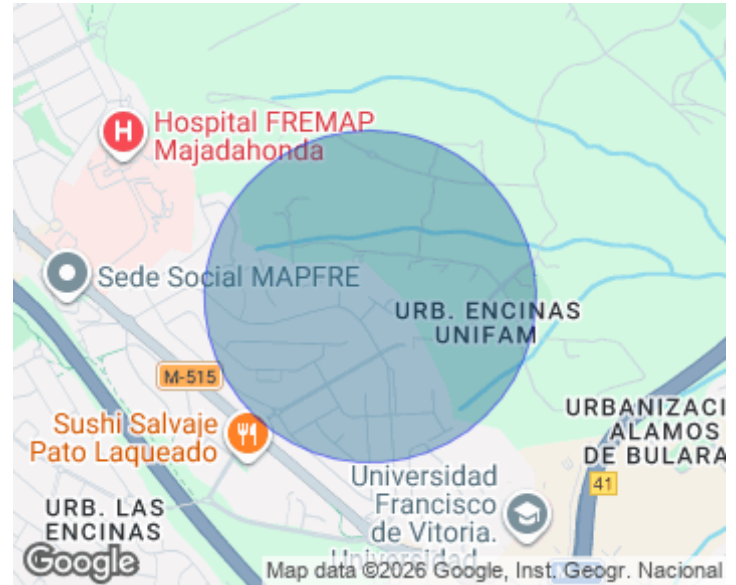 H
Hospital FREMAP
Majadahonda
Sede Social MAPFRE
URB. ENCINAS
UNIFAM
M-515
Sushi Salvaje
Pato Laqueado
URBANIZACI
ALAMOS
DE BULARA
41
Universidad
Francisco
de Vitoria.
Universidad
URB. LAS
ENCINAS
Google
Map data ©2026 Google, Inst. Geogr. Nacional